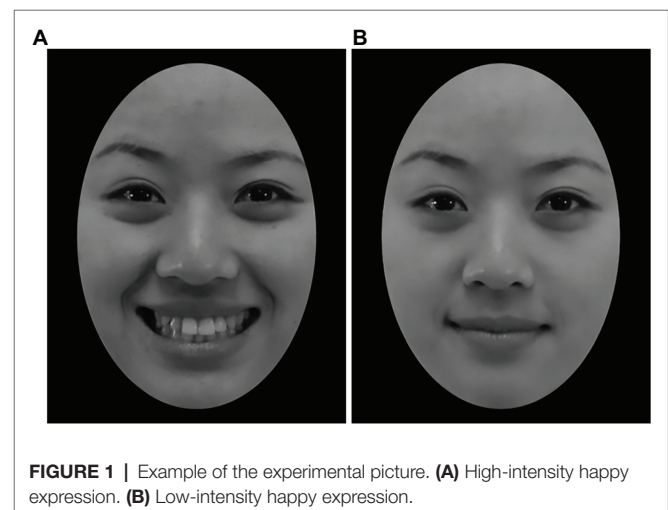 A B
FIGURE 1 | Example of the experimental picture. (A) High-intensity happy
expression. (B) Low-intensity happy expression.